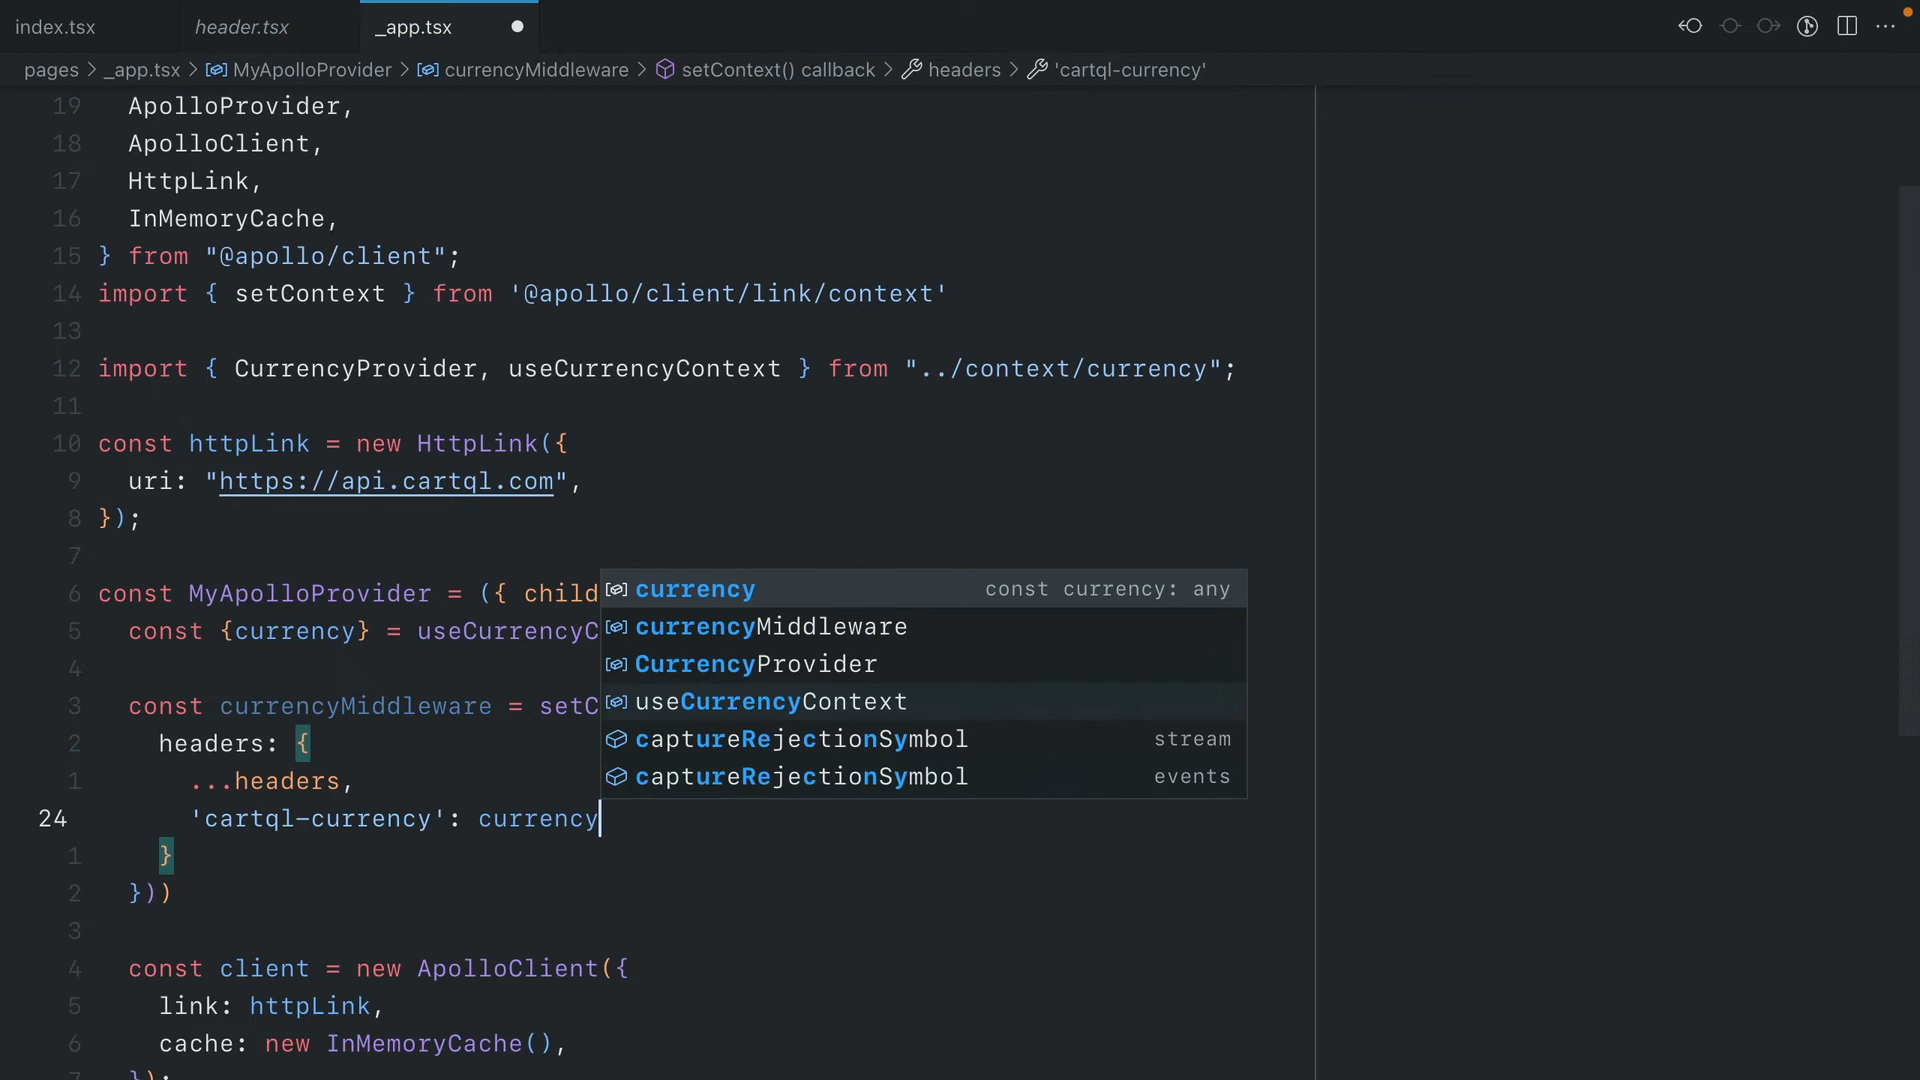 index.tsx
header.tsx
_app.tsx
pages > _app.tsx > MyApolloProvider > currencyMiddleware > setContext() callback > headers > 'cartql-currency'
19 ApolloProvider,
18 ApolloClient,
17 HttpLink,
16 InMemoryCache,
15 } from "@apollo/client";
14 import { setContext } from '@apollo/client/link/context'
13
12 import { CurrencyProvider, useCurrencyContext } from "../context/currency";
11
10 const httpLink = new HttpLink({
9 uri: "https://api.cartql.com",
8 });
7
6 const MyApolloProvider = ({ child
5 const {currency} = useCurrencyC
4
3 const currencyMiddleware = setC
2 headers: {
1 ...headers,
24 'cartql-currency': currency
1 }
2 }))
3
4 const client = new ApolloClient({
5 link: httpLink,
6 cache: new InMemoryCache(),
7 });
currency const currency: any
currencyMiddleware
CurrencyProvider
useCurrencyContext
captureRejectionSymbol stream
captureRejectionSymbol events